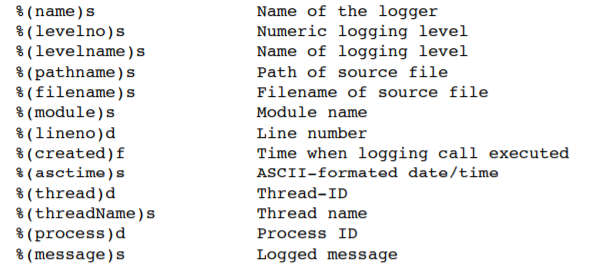 %(name)s Name of the logger
%(levelno)s Numeric logging level
%(levelname)s Name of logging level
%(pathname)s Path of source file
%(filename)s Filename of source file
%(module)s Module name
%(lineno)d Line number
%(created)f Time when logging call executed
%(asctime)s ASCII-formated date/time
%(thread)d Thread-ID
%(threadName)s Thread name
%(process)d Process ID
%(message)s Logged message